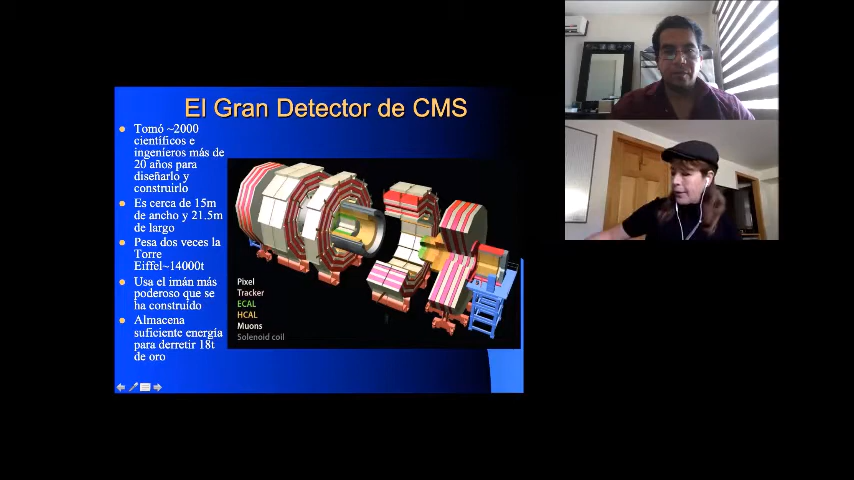 El Gran Detector de CMS
Tomó ~2000
científicos e
ingenieros más de
20 años para
diseñarlo y
construirlo
Es cerca de 15m
de ancho y 21.5m
de largo
Pesa dos veces la
Torre
Eiffel~14000t
Usa el imán más
poderoso que se
ha construido
Almacena
suficiente energía
para derretir 18t
de oro
Pixel
Tracker
ECAL
HCAL
Muons
Solenoid coil